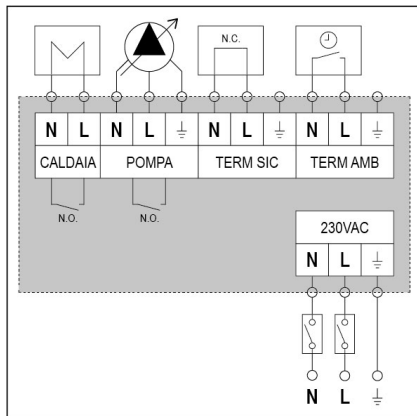 N.C.
N L N L ⏚ N L ⏚ N L ⏚
CALDAIA POMPA TERM SIC TERM AMB
N.O. N.O.
230VAC
N L ⏚
N L ⏚